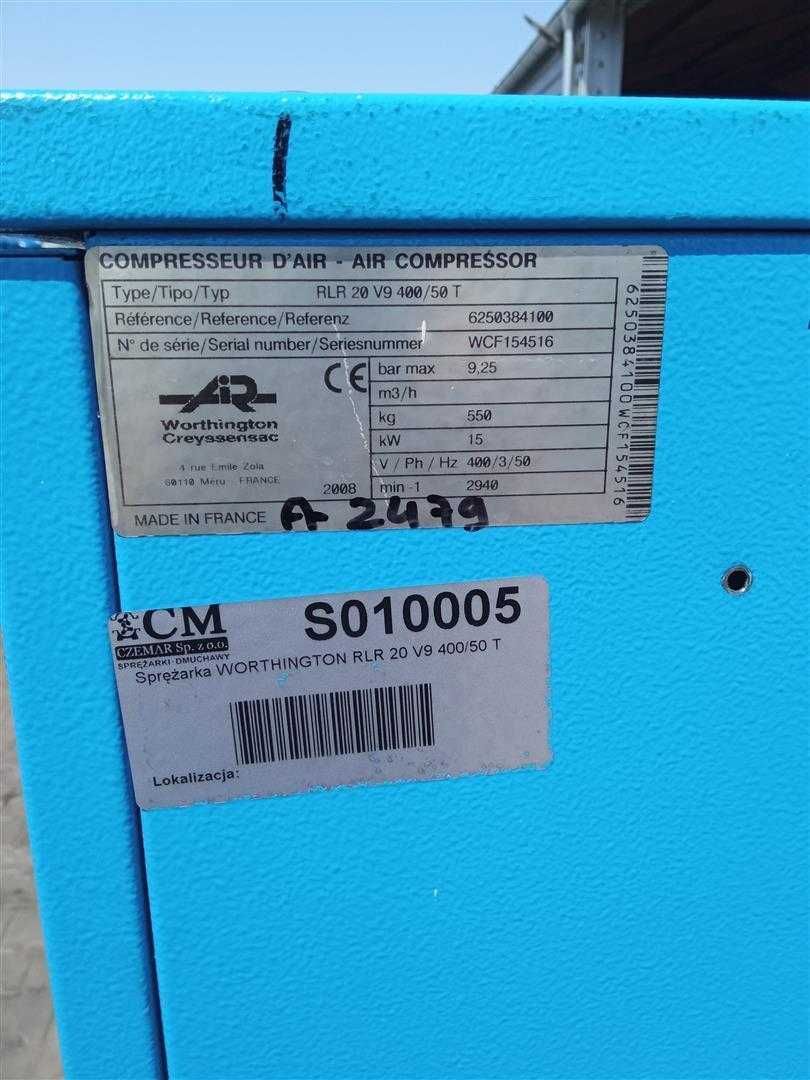 COMPRESSEUR D'AIR - AIR COMPRESSOR
Type/Tipo/Typ RLR 20 V9 400/50 T
Référence/Reference/Referenz 6250384100
N° de série/Serial number/Seriesnummer WCF154516
AiR
Worthington
Creyssensac
4 rue Emile Zola
60110 Méru FRANCE
2008
CE
bar max 9,25
m3/h
kg 550
kW 15
V / Ph / Hz 400/3/50
min -1 2940
MADE IN FRANCE
A 2479
6250384100WCF154516
CM
CZEMAR Sp. z o.o.
SPRĘŻARKI·DMUCHAWY
S010005
Sprężarka WORTHINGTON RLR 20 V9 400/50 T
Lokalizacja: